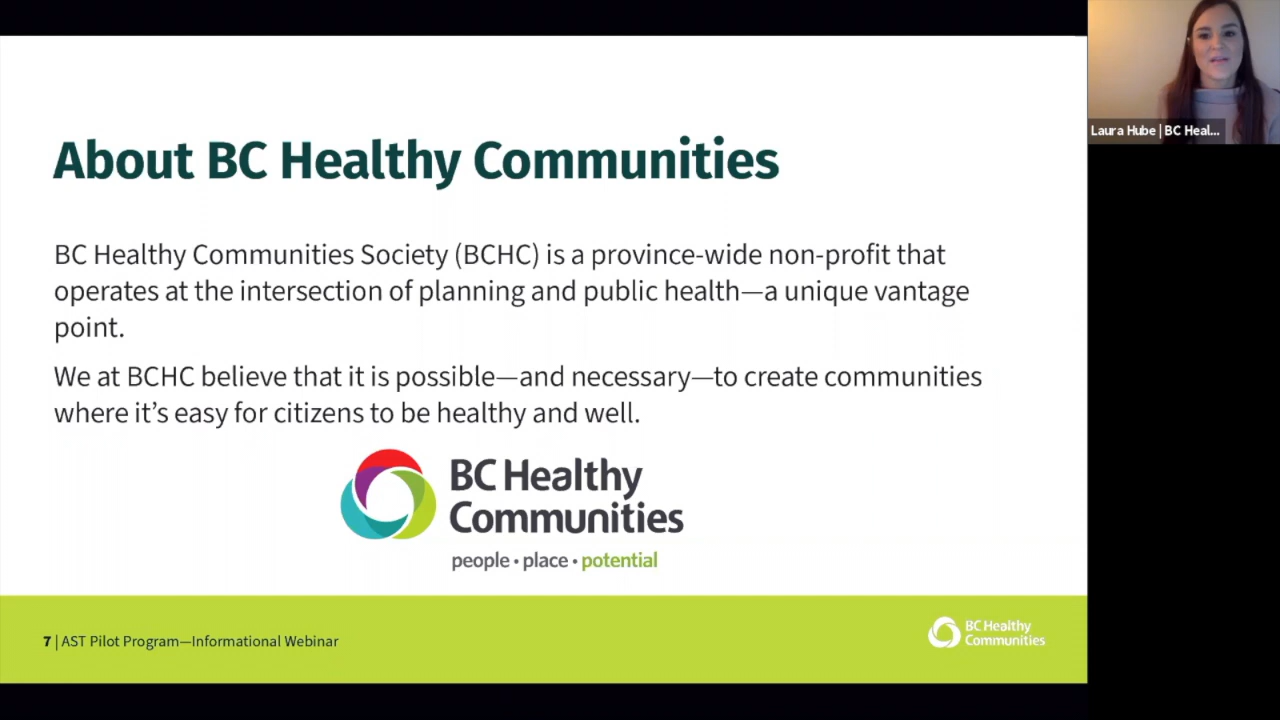 About BC Healthy Communities
BC Healthy Communities Society (BCHC) is a province-wide non-profit that
operates at the intersection of planning and public health—a unique vantage
point.
We at BCHC believe that it is possible—and necessary—to create communities
where it’s easy for citizens to be healthy and well.
BC Healthy
Communities
people • place • potential
7 | AST Pilot Program—Informational Webinar
BC Healthy
Communities
Laura Hube | BC Heal...